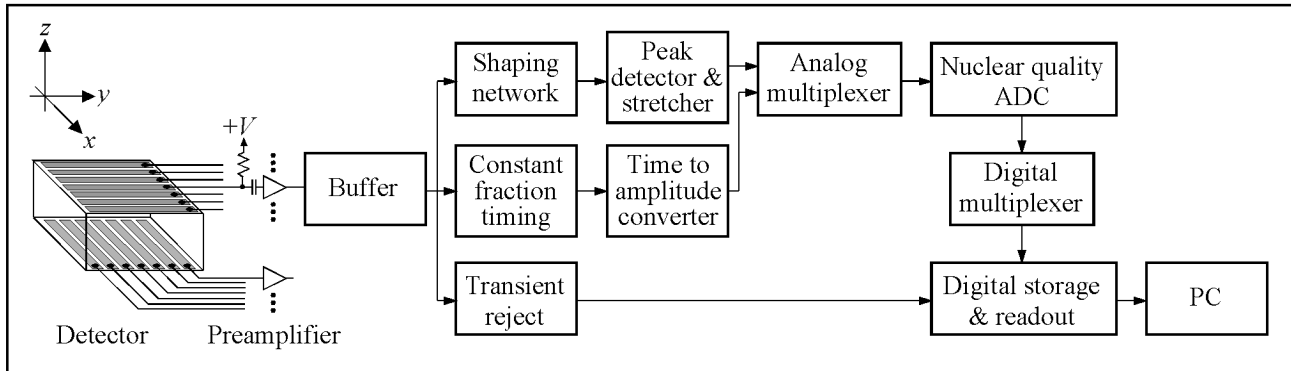 z
y
x
+V
Detector
Preamplifier
Buffer
Shaping
network
Peak
detector &
stretcher
Analog
multiplexer
Nuclear quality
ADC
Constant
fraction
timing
Time to
amplitude
converter
Digital
multiplexer
Transient
reject
Digital storage
& readout
PC